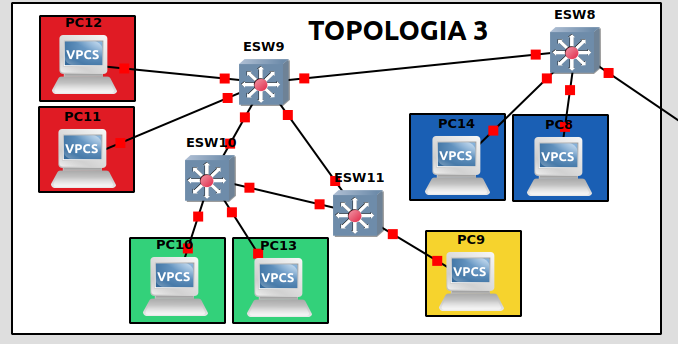 ESW8
PC12
TOPOLOGIA 3
VPCS
ESW9
PC11
VPCS
PC14
PC8
ESW10
VPCS
VPCS
ESW11
PC10
PC13
PC9
VPCS
VPCS
VPCS